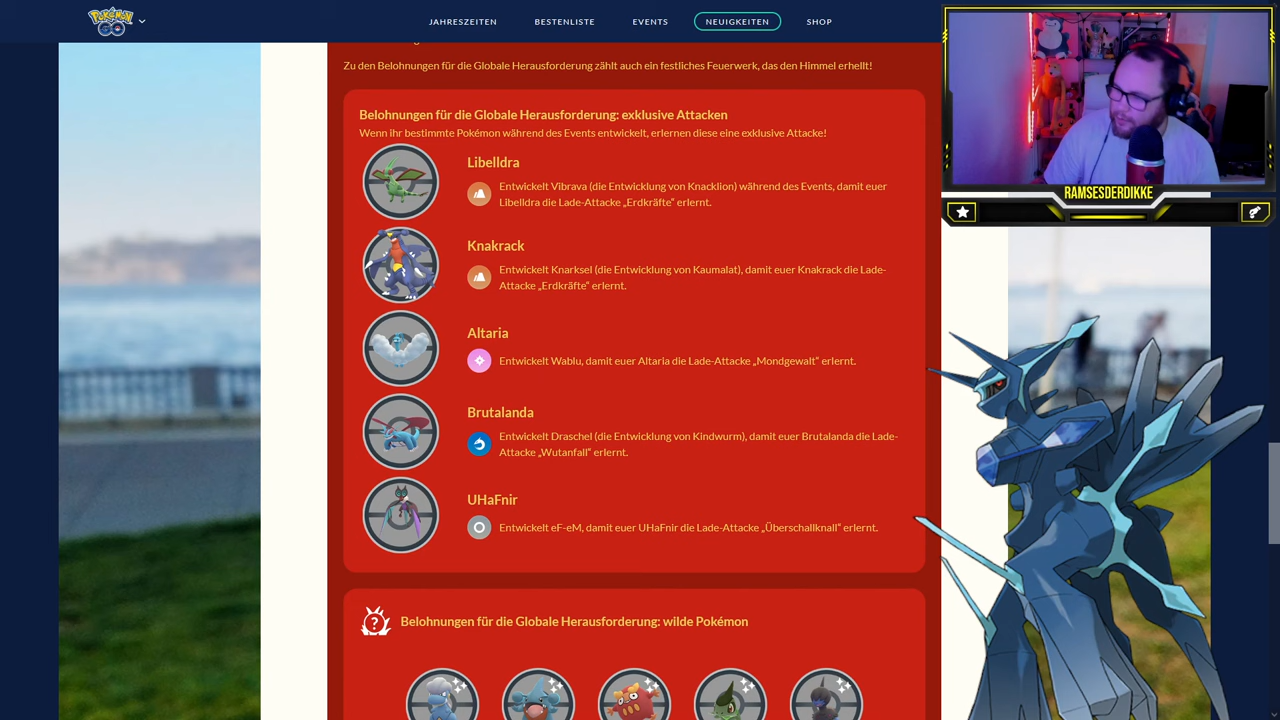 Pokémon GO
JAHRESZEITEN
BESTENLISTE
EVENTS
NEUIGKEITEN
SHOP
Zu den Belohnungen für die Globale Herausforderung zählt auch ein festliches Feuerwerk, das den Himmel erhellt!
Belohnungen für die Globale Herausforderung: exklusive Attacken
Wenn ihr bestimmte Pokémon während des Events entwickelt, erlernen diese eine exklusive Attacke!
Libelldra
Entwickelt Vibrava (die Entwicklung von Knacklion) während des Events, damit euer
Libelldra die Lade-Attacke „Erdkräfte“ erlernt.
Knakrack
Entwickelt Knarksel (die Entwicklung von Kaumalat), damit euer Knakrack die Lade-
Attacke „Erdkräfte“ erlernt.
Altaria
Entwickelt Wablu, damit euer Altaria die Lade-Attacke „Mondgewalt“ erlernt.
Brutalanda
Entwickelt Draschel (die Entwicklung von Kindwurm), damit euer Brutalanda die Lade-
Attacke „Wutanfall“ erlernt.
UHaFnir
Entwickelt eF-eM, damit euer UHaFnir die Lade-Attacke „Überschallknall“ erlernt.
?
Belohnungen für die Globale Herausforderung: wilde Pokémon
RAMSESDERDIKKE